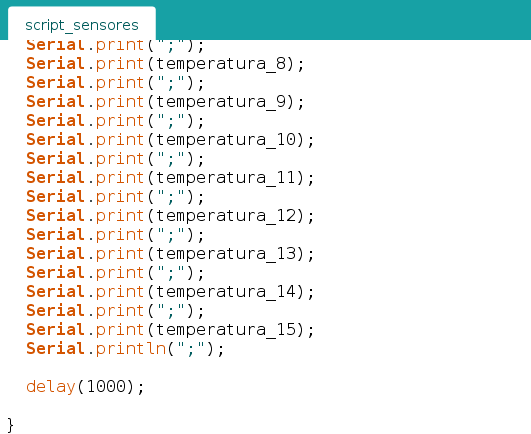 script_sensores
Serial.print(";");
Serial.print(temperatura_8);
Serial.print(";");
Serial.print(temperatura_9);
Serial.print(";");
Serial.print(temperatura_10);
Serial.print(";");
Serial.print(temperatura_11);
Serial.print(";");
Serial.print(temperatura_12);
Serial.print(";");
Serial.print(temperatura_13);
Serial.print(";");
Serial.print(temperatura_14);
Serial.print(";");
Serial.print(temperatura_15);
Serial.println(";");
delay(1000);
}